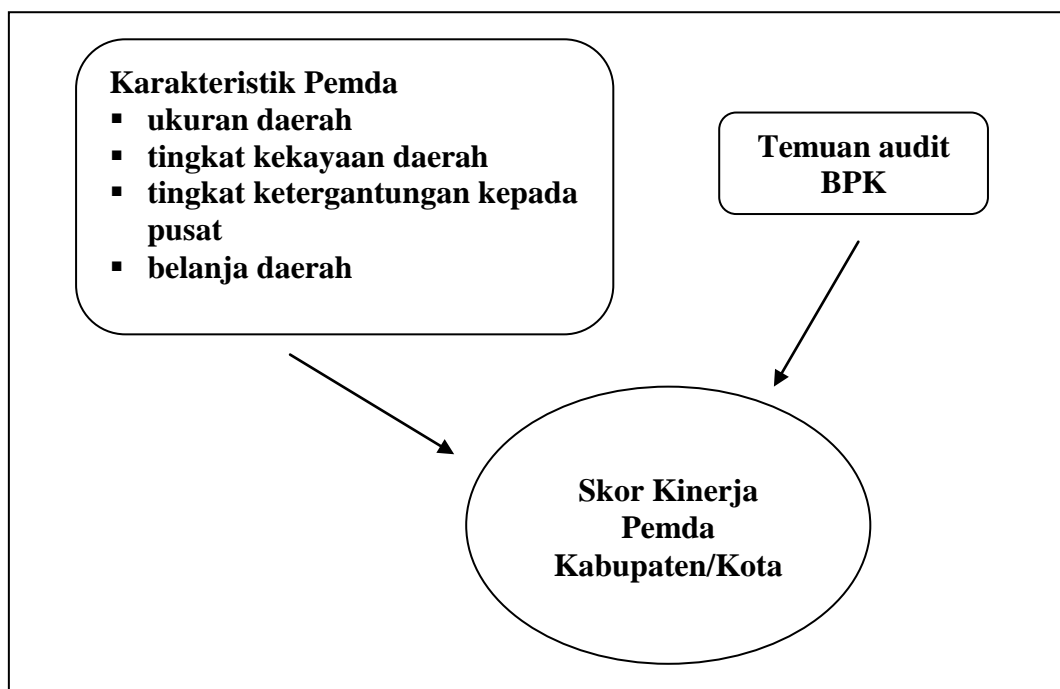 Karakteristik Pemda
▪ ukuran daerah
▪ tingkat kekayaan daerah
▪ tingkat ketergantungan kepada
pusat
▪ belanja daerah
Temuan audit
BPK
Skor Kinerja
Pemda
Kabupaten/Kota